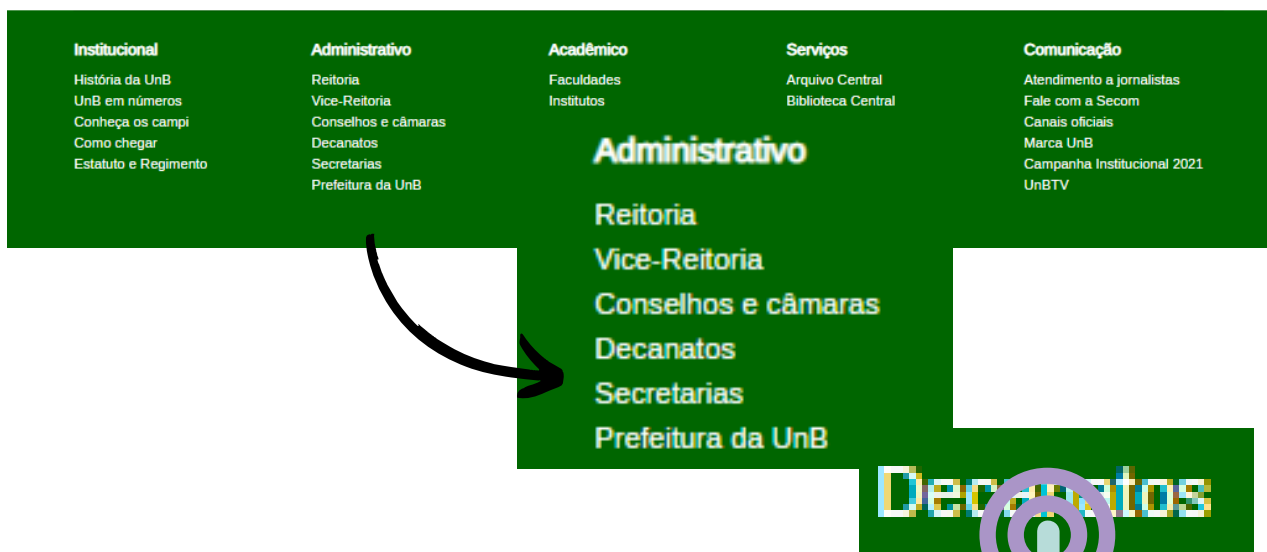 Institucional
História da UnB
UnB em números
Conheça os campi
Como chegar
Estatuto e Regimento
Administrativo
Reitoria
Vice-Reitoria
Conselhos e câmaras
Decanatos
Secretarias
Prefeitura da UnB
Acadêmico
Faculdades
Institutos
Serviços
Arquivo Central
Biblioteca Central
Comunicação
Atendimento a jornalistas
Fale com a Secom
Canais oficiais
Marca UnB
Campanha Institucional 2021
UnBTV
Administrativo
Reitoria
Vice-Reitoria
Conselhos e câmaras
Decanatos
Secretarias
Prefeitura da UnB
Decanatos